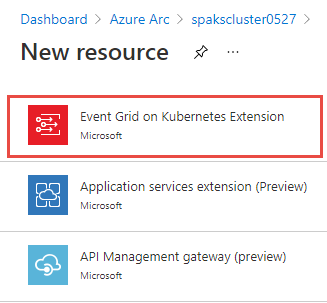 Dashboard > Azure Arc > spakscluster0527 >
New resource ...
Event Grid on Kubernetes Extension
Microsoft
Application services extension (Preview)
Microsoft
API Management gateway (preview)
Microsoft